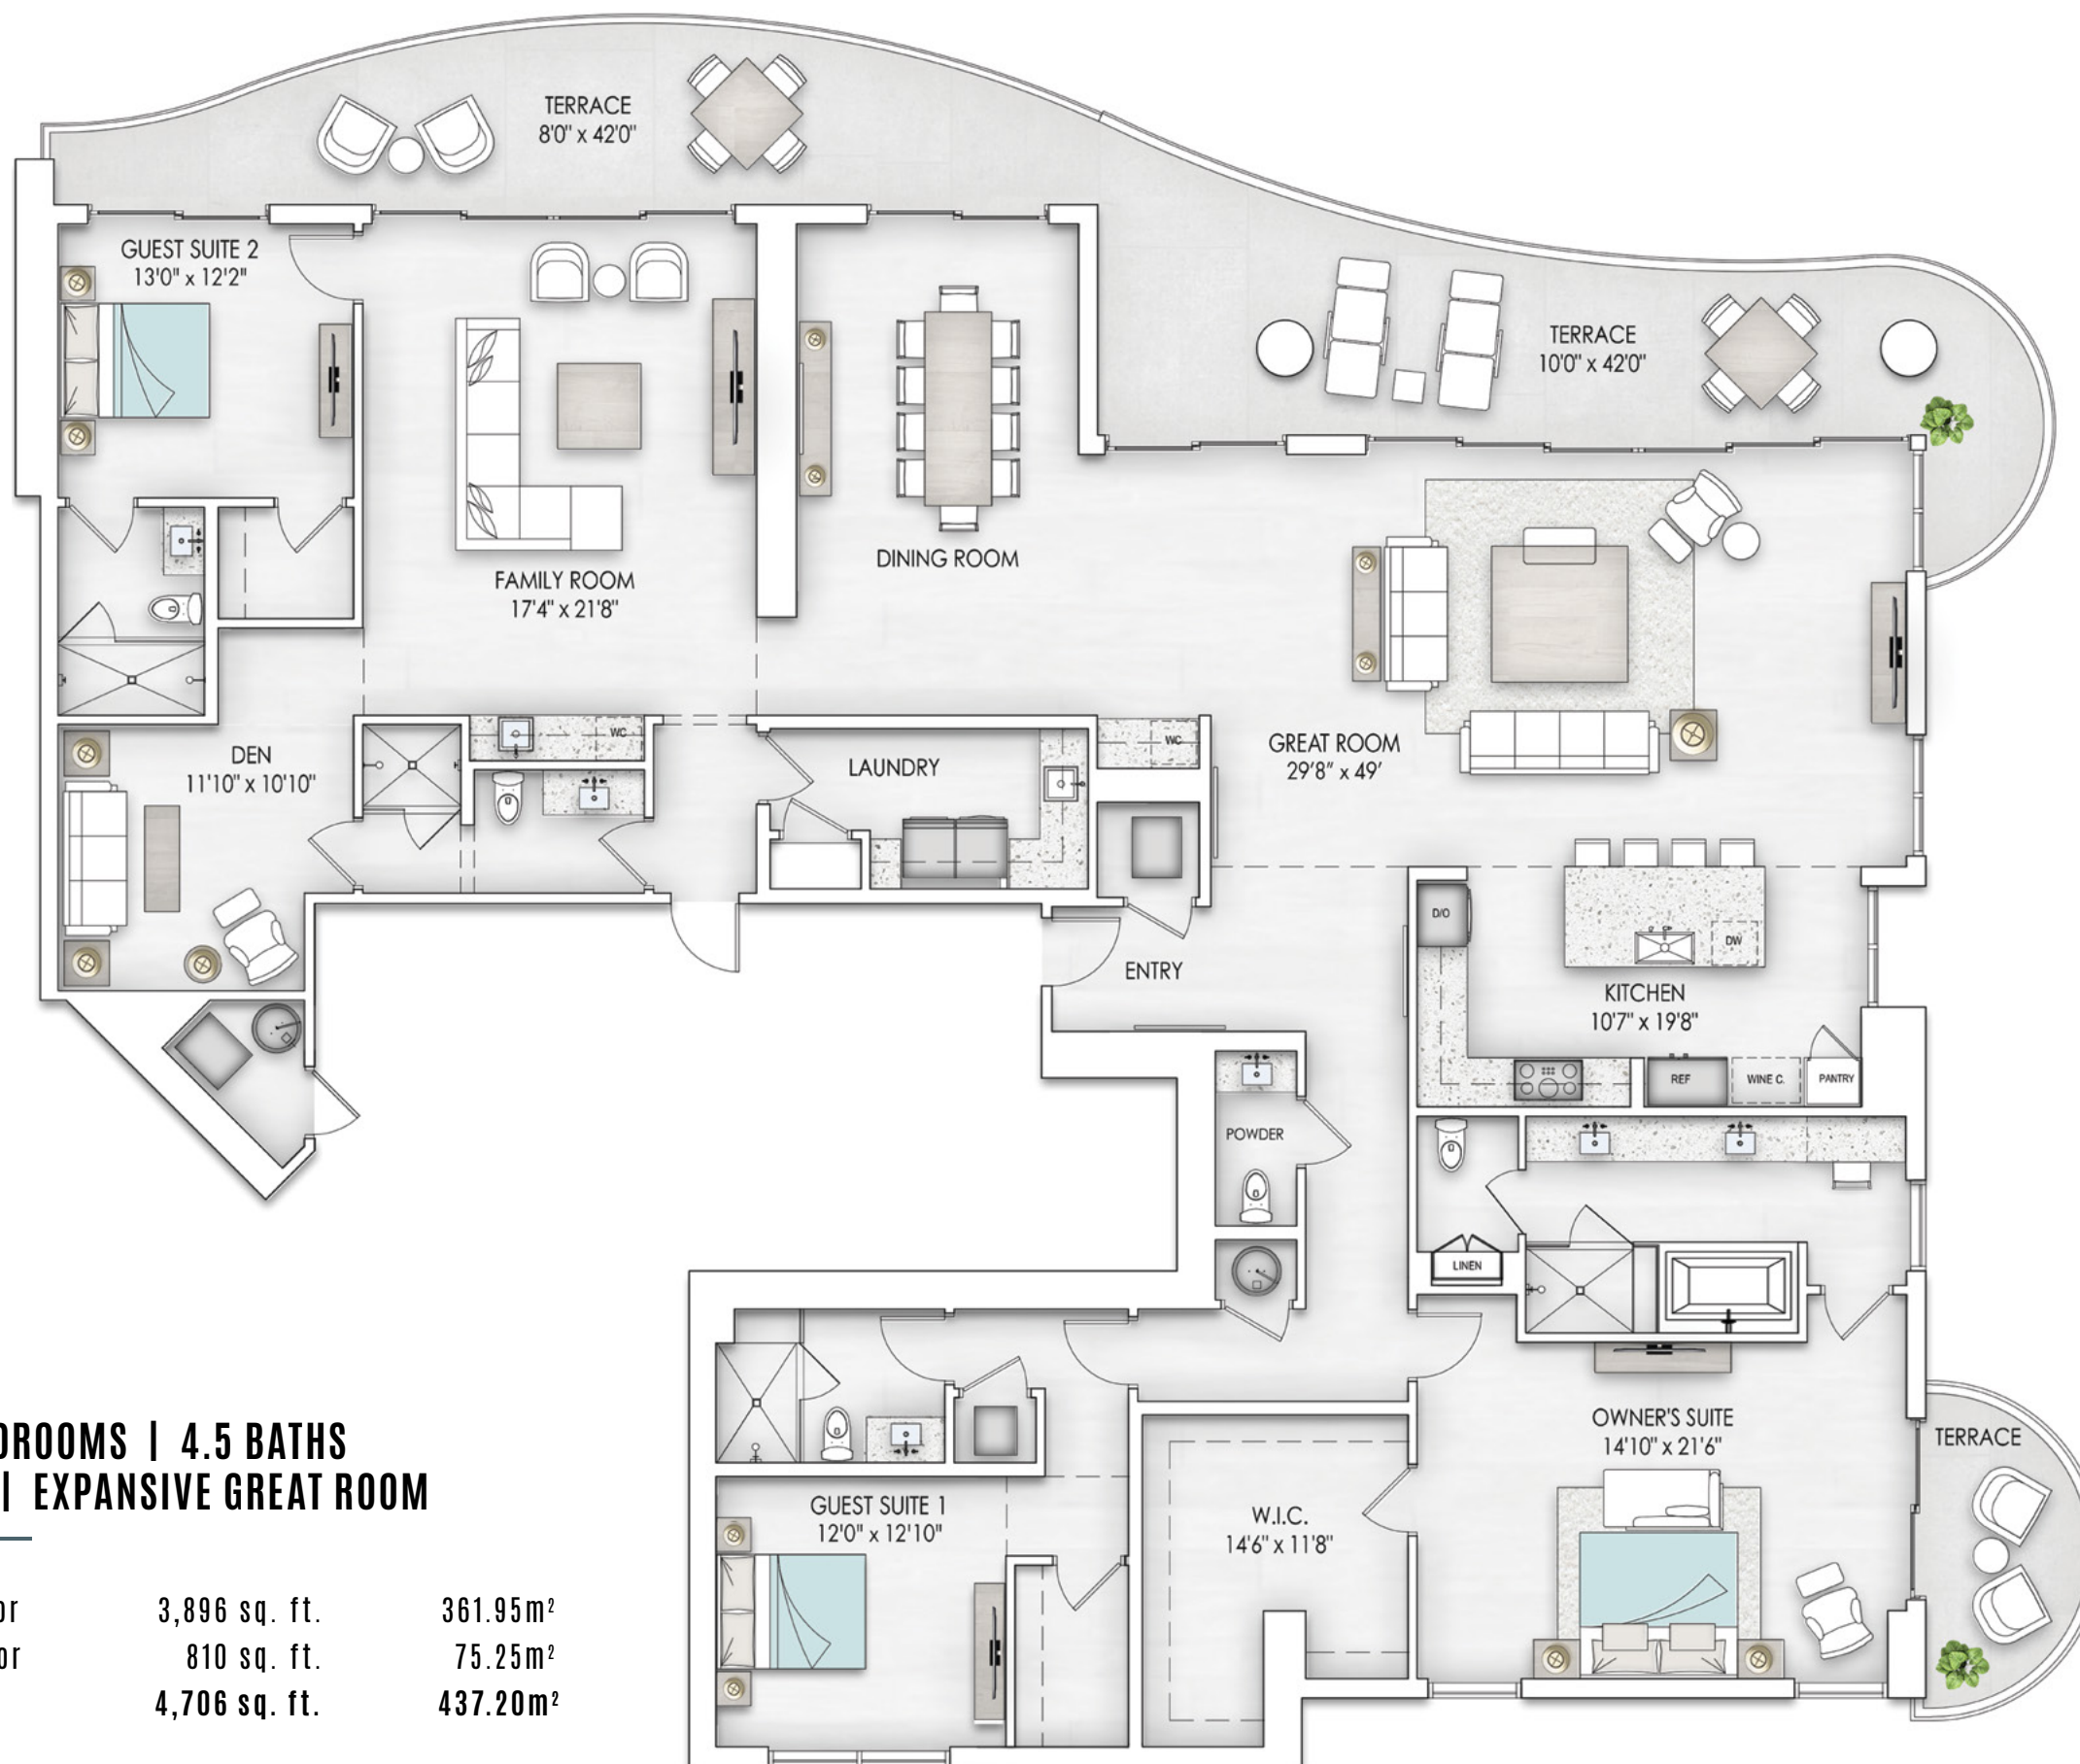 TERRACE
8'0" x 42'0"
GUEST SUITE 2
13'0" x 12'2"
TERRACE
10'0" x 42'0"
DINING ROOM
FAMILY ROOM
17'4" x 21'8"
WC
WC
DEN
11'10" x 10'10"
LAUNDRY
GREAT ROOM
29'8" x 49'
D/O
DW
ENTRY
KITCHEN
10'7" x 19'8"
REF
WINE C.
PANTRY
POWDER
LINEN
OWNER'S SUITE
14'10" x 21'6"
TERRACE
GUEST SUITE 1
12'0" x 12'10"
W.I.C.
14'6" x 11'8"
DROOMS | 4.5 BATHS
| EXPANSIVE GREAT ROOM
or 3,896 sq. ft. 361.95m²
or 810 sq. ft. 75.25m²
4,706 sq. ft. 437.20m²